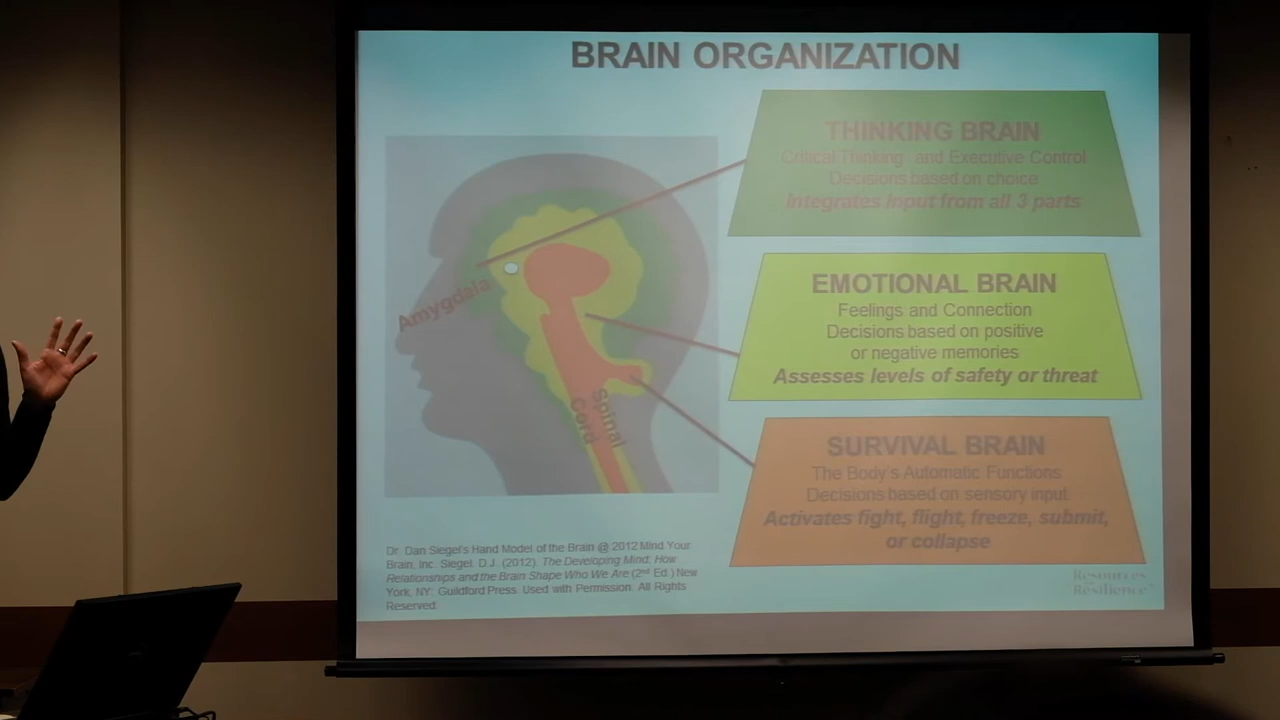 BRAIN ORGANIZATION
THINKING BRAIN
Critical Thinking and Executive Control
Decisions based on choice
Integrates Input from all 3 parts
Amygdala
EMOTIONAL BRAIN
Feelings and Connection
Decisions based on positive
or negative memories
Assesses levels of safety or threat
Spinal
Cord
SURVIVAL BRAIN
The Body's Automatic Functions
Decisions based on sensory input
Activates fight, flight, freeze, submit,
or collapse
Dr. Dan Siegel's Hand Model of the Brain @ 2012 Mind Your
Brain, Inc. Siegel. D.J. (2012). The Developing Mind: How
Relationships and the Brain Shape Who We Are (2nd Ed.) New
York, NY: Guildford Press. Used with Permission. All Rights
Reserved.
Resources
for
Resilience